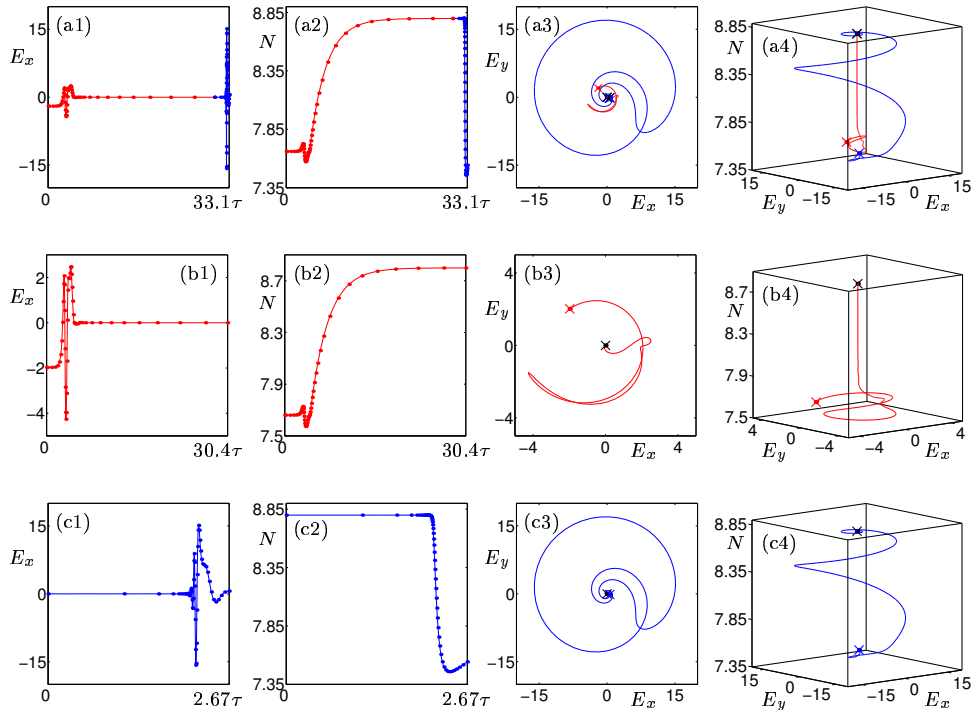 (a1)
E_x
15
0
−15
0
33.1τ
(a2)
8.85
N
8.35
7.85
7.35
0
33.1τ
(a3)
15
E_y
0
−15
−15
0
E_x
15
(a4)
8.85
N
8.35
7.85
7.35
15
0
E_y
−15
−15
0
E_x
15
(b1)
2
E_x
0
−2
−4
0
30.4τ
(b2)
8.7
N
8.3
7.9
7.5
0
30.4τ
(b3)
4
E_y
0
−4
−4
0
E_x
4
(b4)
8.7
N
8.3
7.9
7.5
4
0
E_y
−4
−4
0
E_x
4
(c1)
15
E_x
0
−15
0
2.67τ
(c2)
8.85
N
8.35
7.85
7.35
0
2.67τ
(c3)
15
E_y
0
−15
−15
0
E_x
15
(c4)
8.85
N
8.35
7.85
7.35
15
0
E_y
−15
−15
0
E_x
15